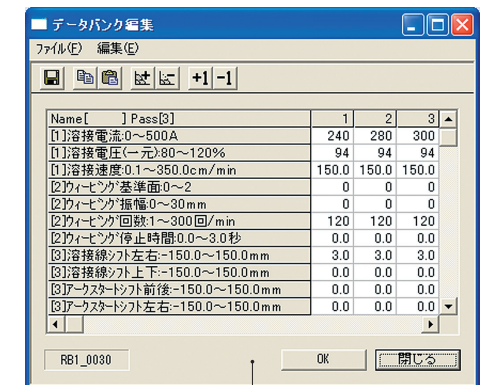 データバンク編集
ファイル(F) 編集(E)
+1 -1
Name[ ] Pass[3] 1 2 3
[1]溶接電流:0～500A 240 280 300
[1]溶接電圧(一元):80～120% 94 94 94
[1]溶接速度:0.1～350.0cm/min 150.0 150.0 150.0
[2]ウィービング基準面:0～2 0 0 0
[2]ウィービング振幅:0～30mm 0 0 0
[2]ウィービング回数:1～300回/min 120 120 120
[2]ウィービング停止時間:0.0～3.0秒 0.0 0.0 0.0
[3]溶接線シフト左右:-150.0～150.0mm 3.0 3.0 3.0
[3]溶接線シフト上下:-150.0～150.0mm 0.0 0.0 0.0
[3]アークスタートシフト前後:-150.0～150.0mm 0.0 0.0 0.0
[3]アークスタートシフト左右:-150.0～150.0mm 0.0 0.0 0.0
RB1_0030 OK 閉じる